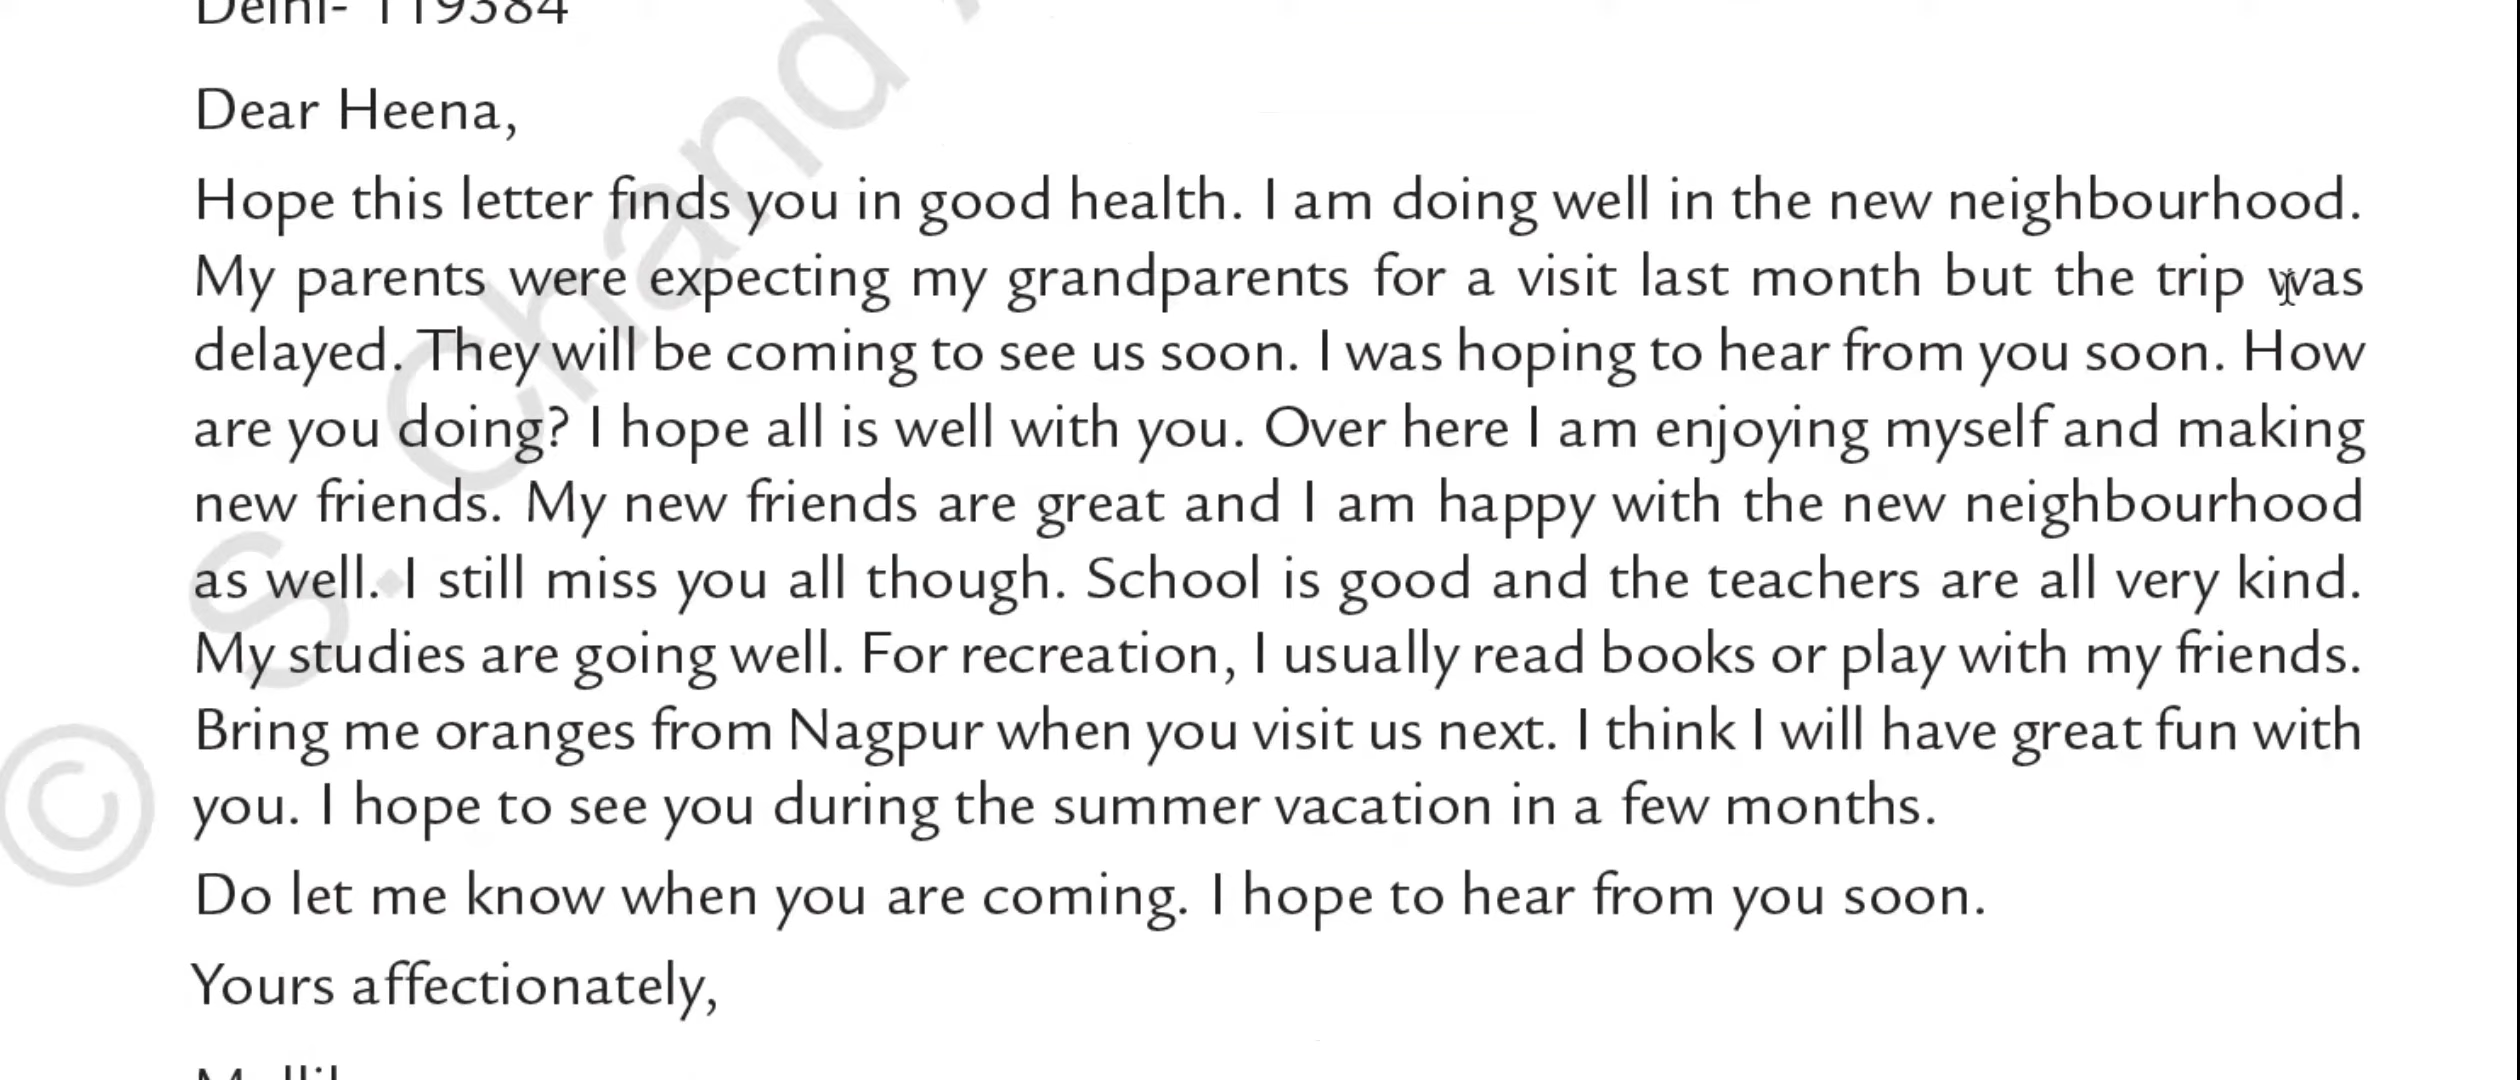 Delhi- 119384
Dear Heena,
Hope this letter finds you in good health. I am doing well in the new neighbourhood.
My parents were expecting my grandparents for a visit last month but the trip was
delayed. They will be coming to see us soon. I was hoping to hear from you soon. How
are you doing? I hope all is well with you. Over here I am enjoying myself and making
new friends. My new friends are great and I am happy with the new neighbourhood
as well. I still miss you all though. School is good and the teachers are all very kind.
My studies are going well. For recreation, I usually read books or play with my friends.
Bring me oranges from Nagpur when you visit us next. I think I will have great fun with
you. I hope to see you during the summer vacation in a few months.
Do let me know when you are coming. I hope to hear from you soon.
Yours affectionately,
© S. Chand